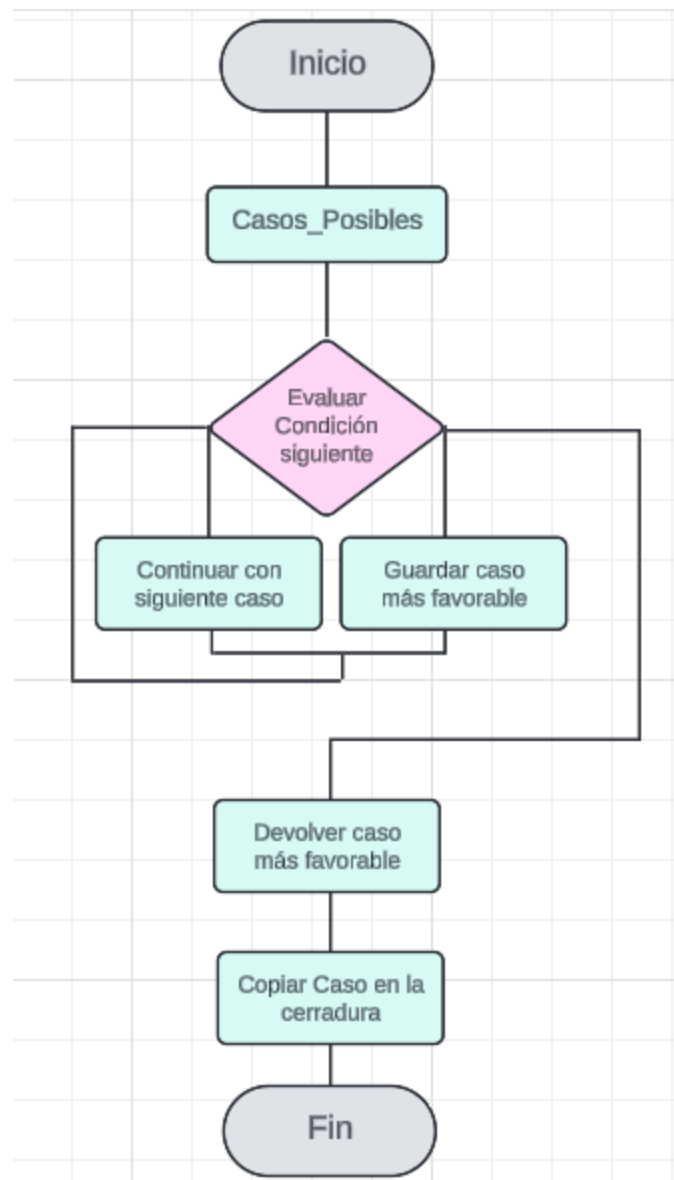 Inicio
Casos_Posibles
Evaluar
Condición
siguiente
Continuar con
siguiente caso
Guardar caso
más favorable
Devolver caso
más favorable
Copiar Caso en la
cerradura
Fin